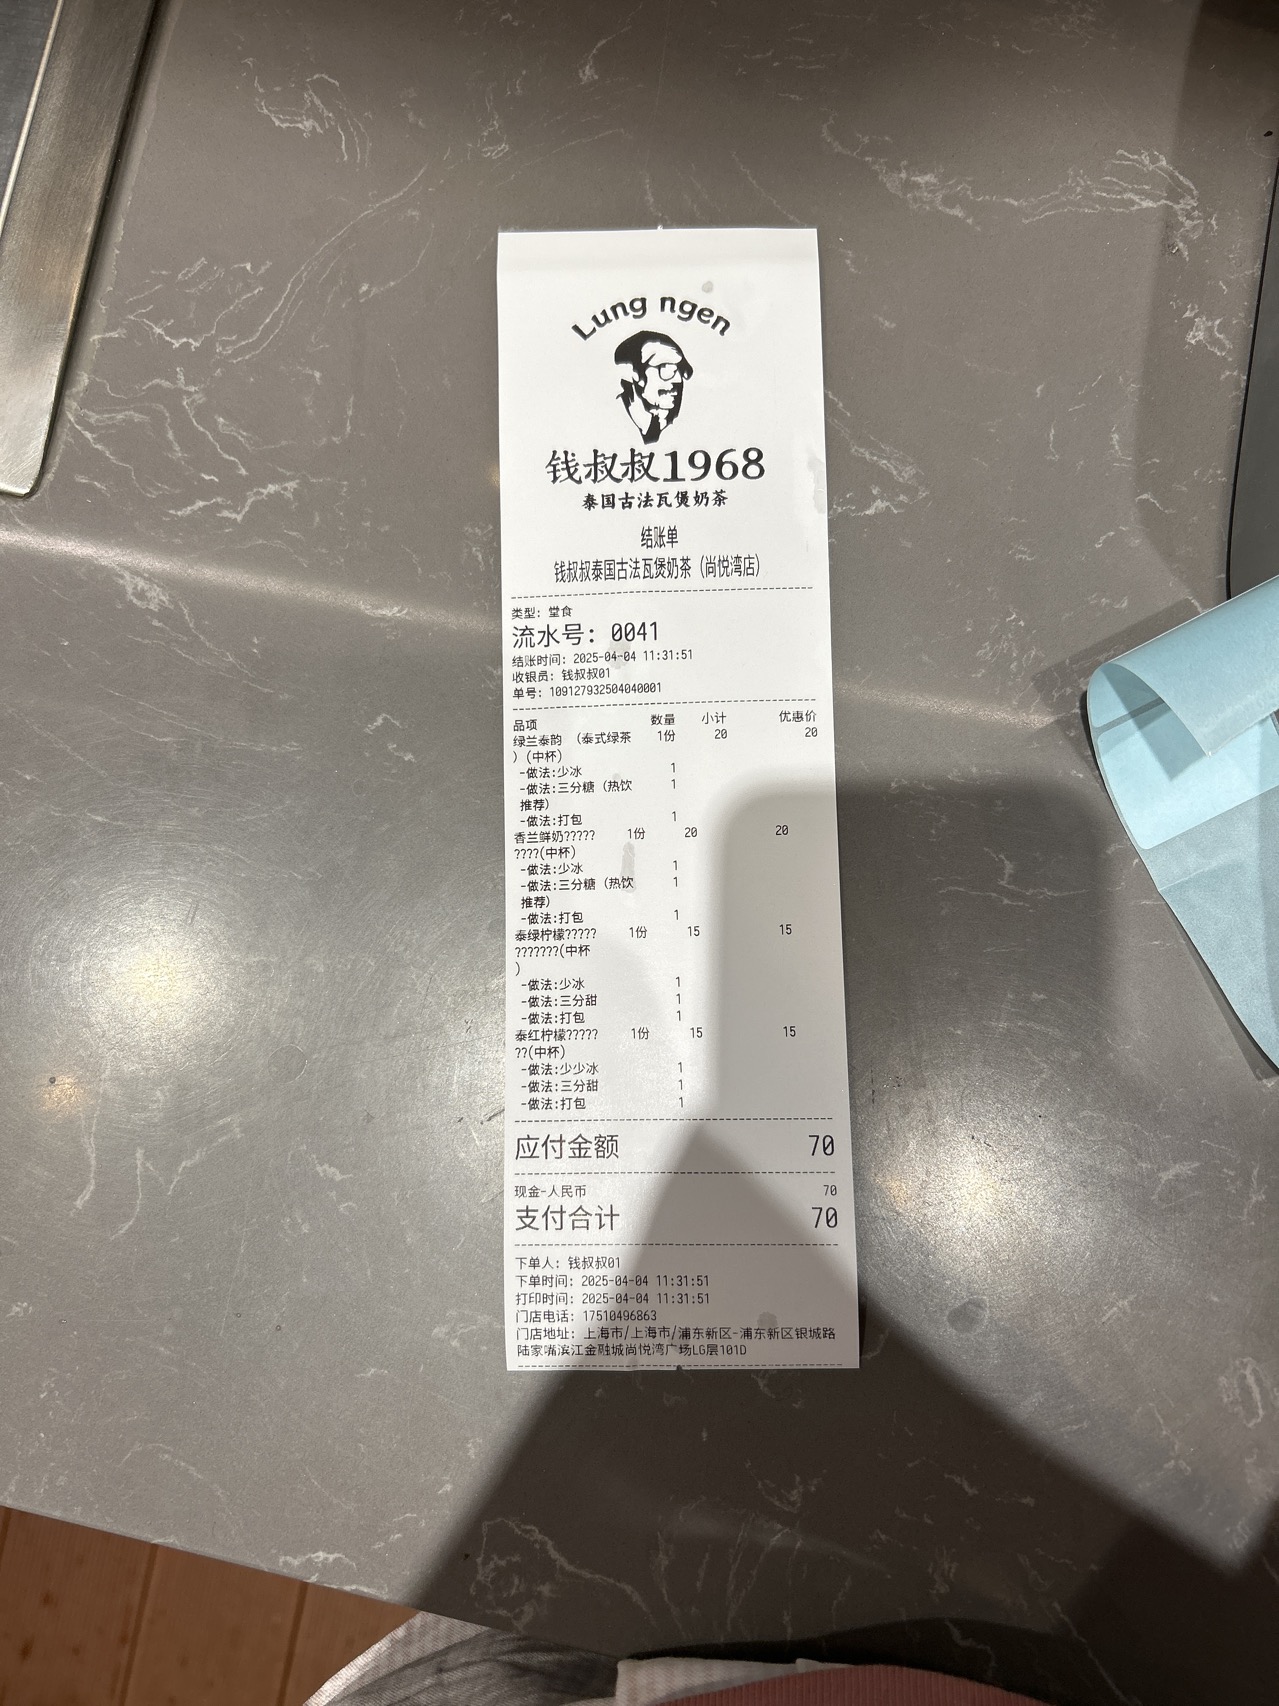 Lung ngen
钱叔叔1968
泰国古法瓦煲奶茶
结账单
钱叔叔泰国古法瓦煲奶茶（尚悦湾店）
类型：堂食
流水号：0041
结账时间：2025-04-04 11:31:51
收银员：钱叔叔01
单号：109127932504040001
品项 数量 小计 优惠价
绿兰泰韵 （泰式绿茶 1份 20 20
）(中杯)
-做法:少冰 1
-做法:三分糖（热饮 1
推荐）
-做法:打包 1
香兰鲜奶????? 1份 20 20
????(中杯)
-做法:少冰 1
-做法:三分糖（热饮 1
推荐）
-做法:打包 1
泰绿柠檬????? 1份 15 15
???????(中杯
)
-做法:少冰 1
-做法:三分甜 1
-做法:打包 1
泰红柠檬????? 1份 15 15
??(中杯)
-做法:少少冰 1
-做法:三分甜 1
-做法:打包 1
应付金额 70
现金-人民币 70
支付合计 70
下单人：钱叔叔01
下单时间：2025-04-04 11:31:51
打印时间：2025-04-04 11:31:51
门店电话：17510496863
门店地址：上海市/上海市/浦东新区-浦东新区银城路
陆家嘴滨江金融城尚悦湾广场LG层101D